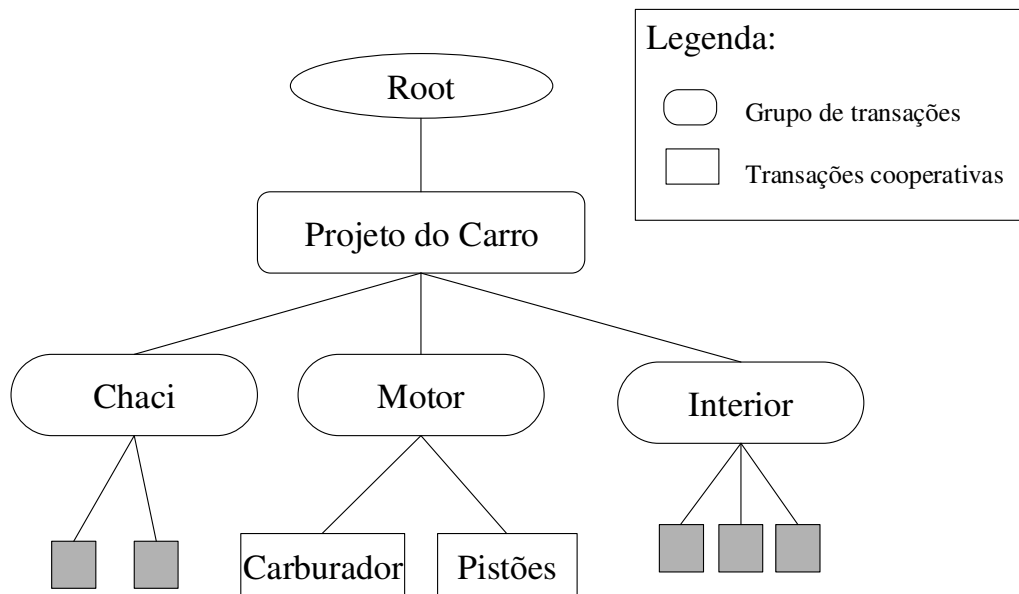 Legenda:
Grupo de transações
Transações cooperativas
Root
Projeto do Carro
Chaci
Motor
Interior
Carburador
Pistões